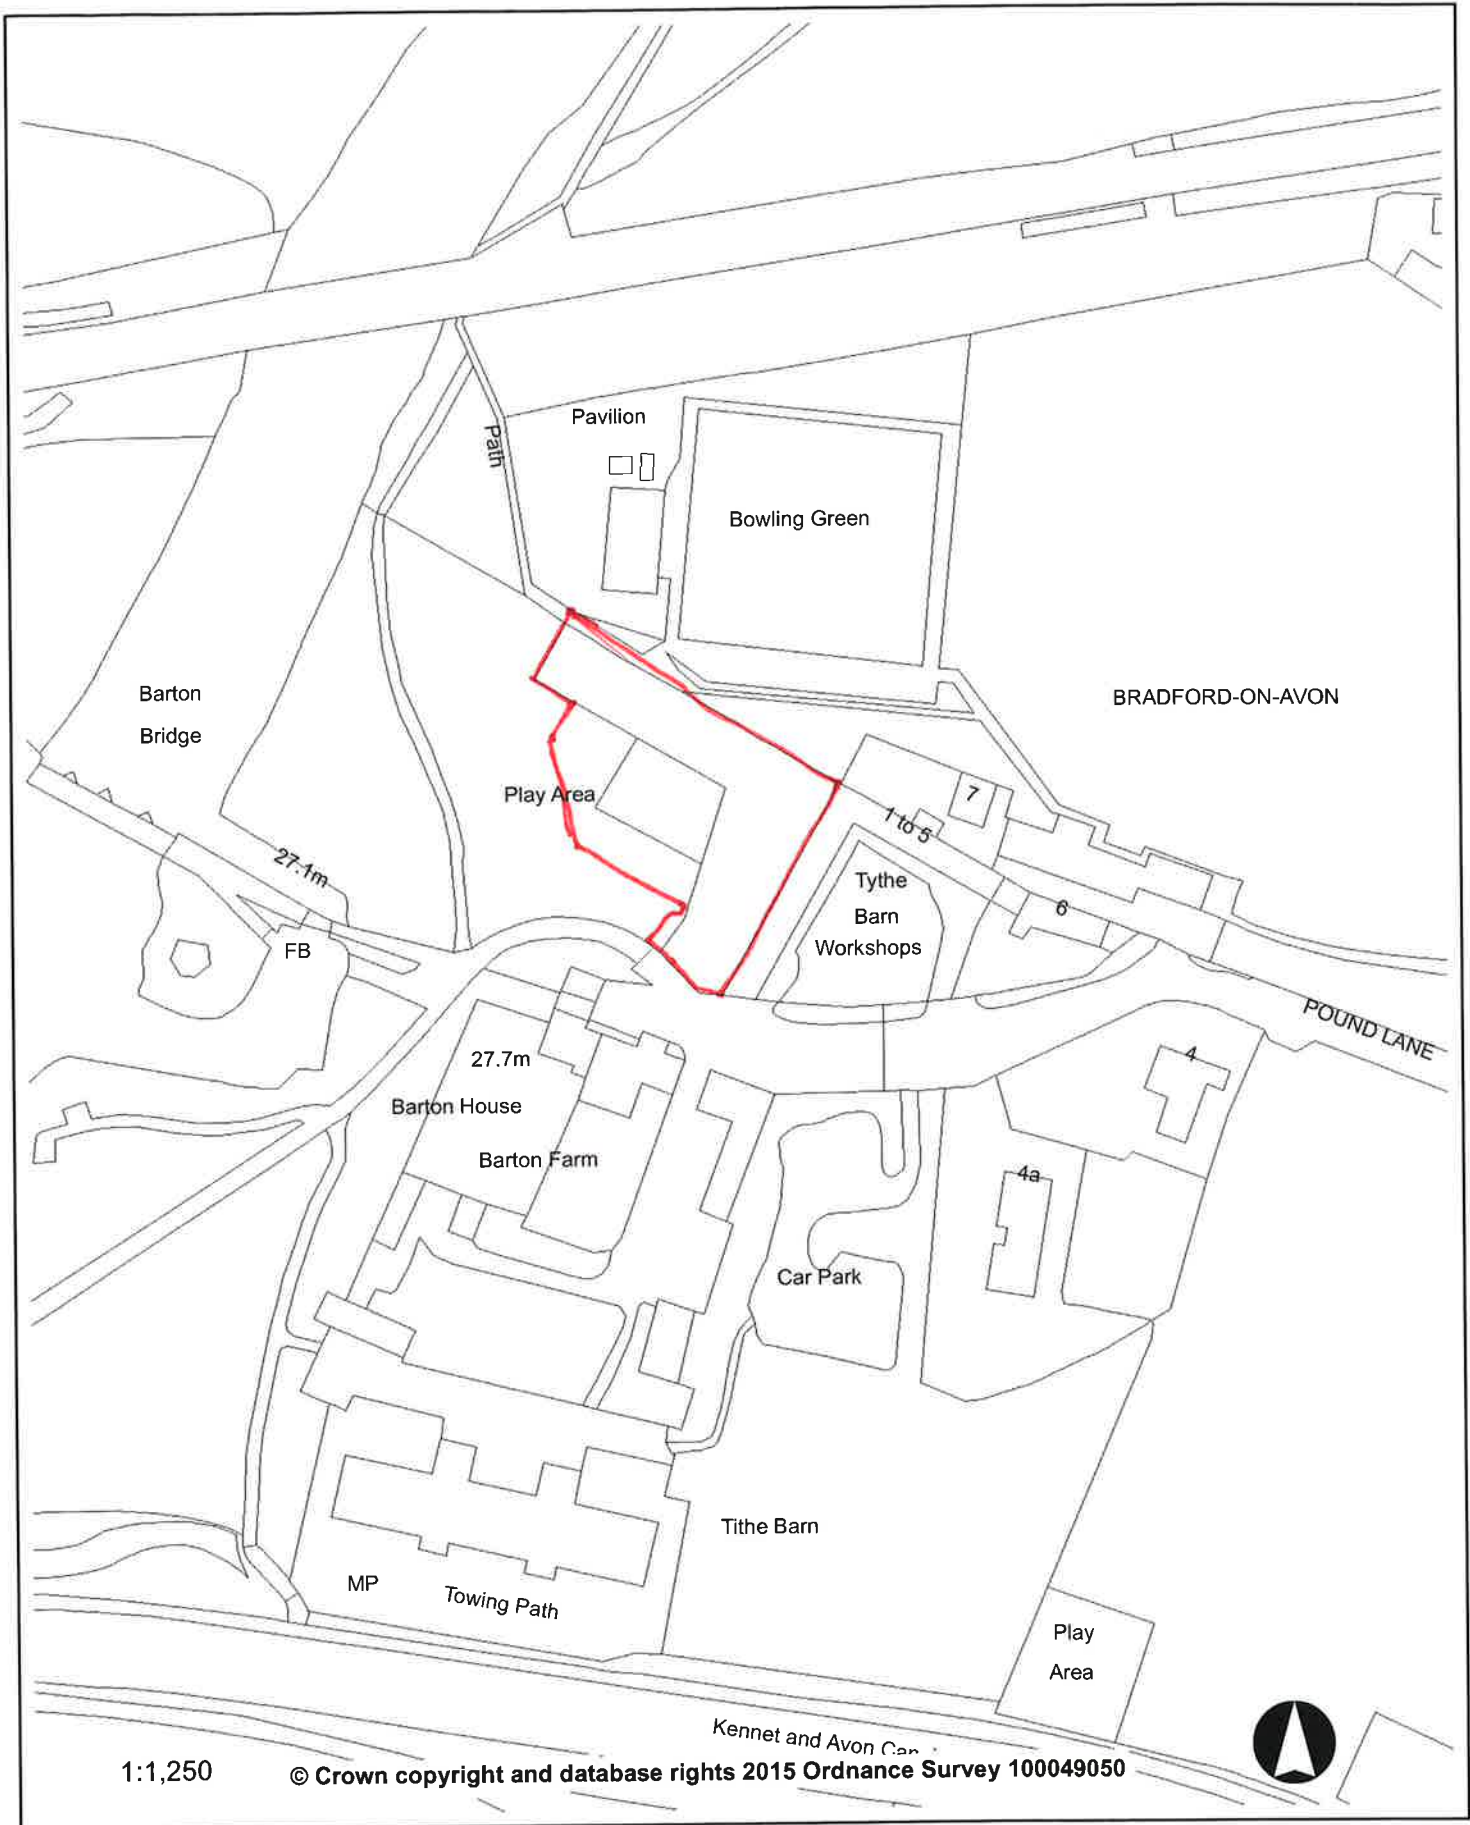 Pavilion
Path
Bowling Green
Barton
Bridge
BRADFORD-ON-AVON
Play Area
7
1 to 5
27.1m
Tythe
Barn
Workshops
6
FB
POUND LANE
27.7m
4
Barton House
Barton Farm
4a
Car Park
Tithe Barn
MP
Towing Path
Play
Area
Kennet and Avon
1:1,250
© Crown copyright and database rights 2015 Ordnance Survey 100049050